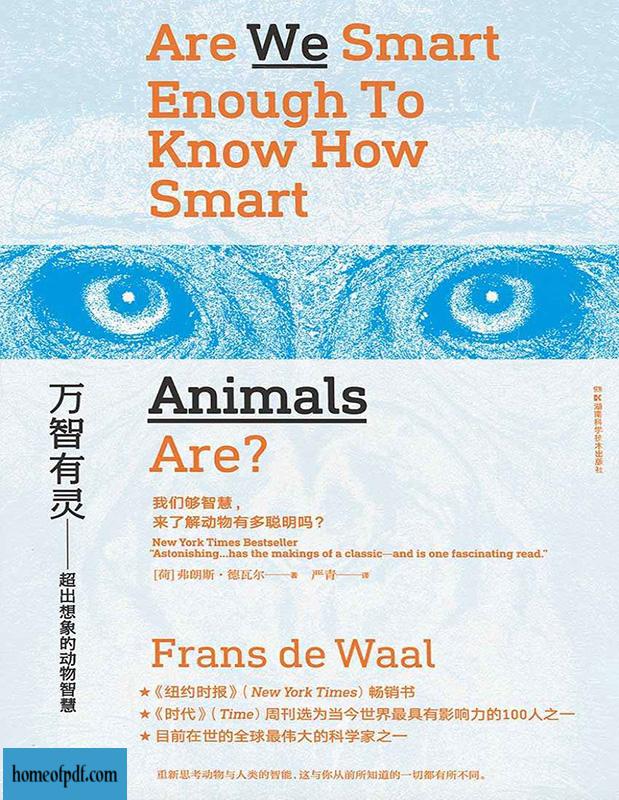 Are We Smart
Enough To
Know How
Smart
Animals
Are?
万智有灵——超出想象的动物智慧
湖南科学技术出版社
我们够智慧，
来了解动物有多聪明吗？
New York Times Bestseller
“Astonishing...has the makings of a classic—and is one fascinating read.”
[荷] 弗朗斯·德瓦尔——著 严青——译
Frans de Waal
★《纽约时报》（New York Times）畅销书
★《时代》（Time）周刊选为当今世界最具有影响力的100人之一
★ 目前在世的全球最伟大的科学家之一
homeofpdf.com
重新思考动物与人类的智能，这与你从前所知道的一切都有所不同。